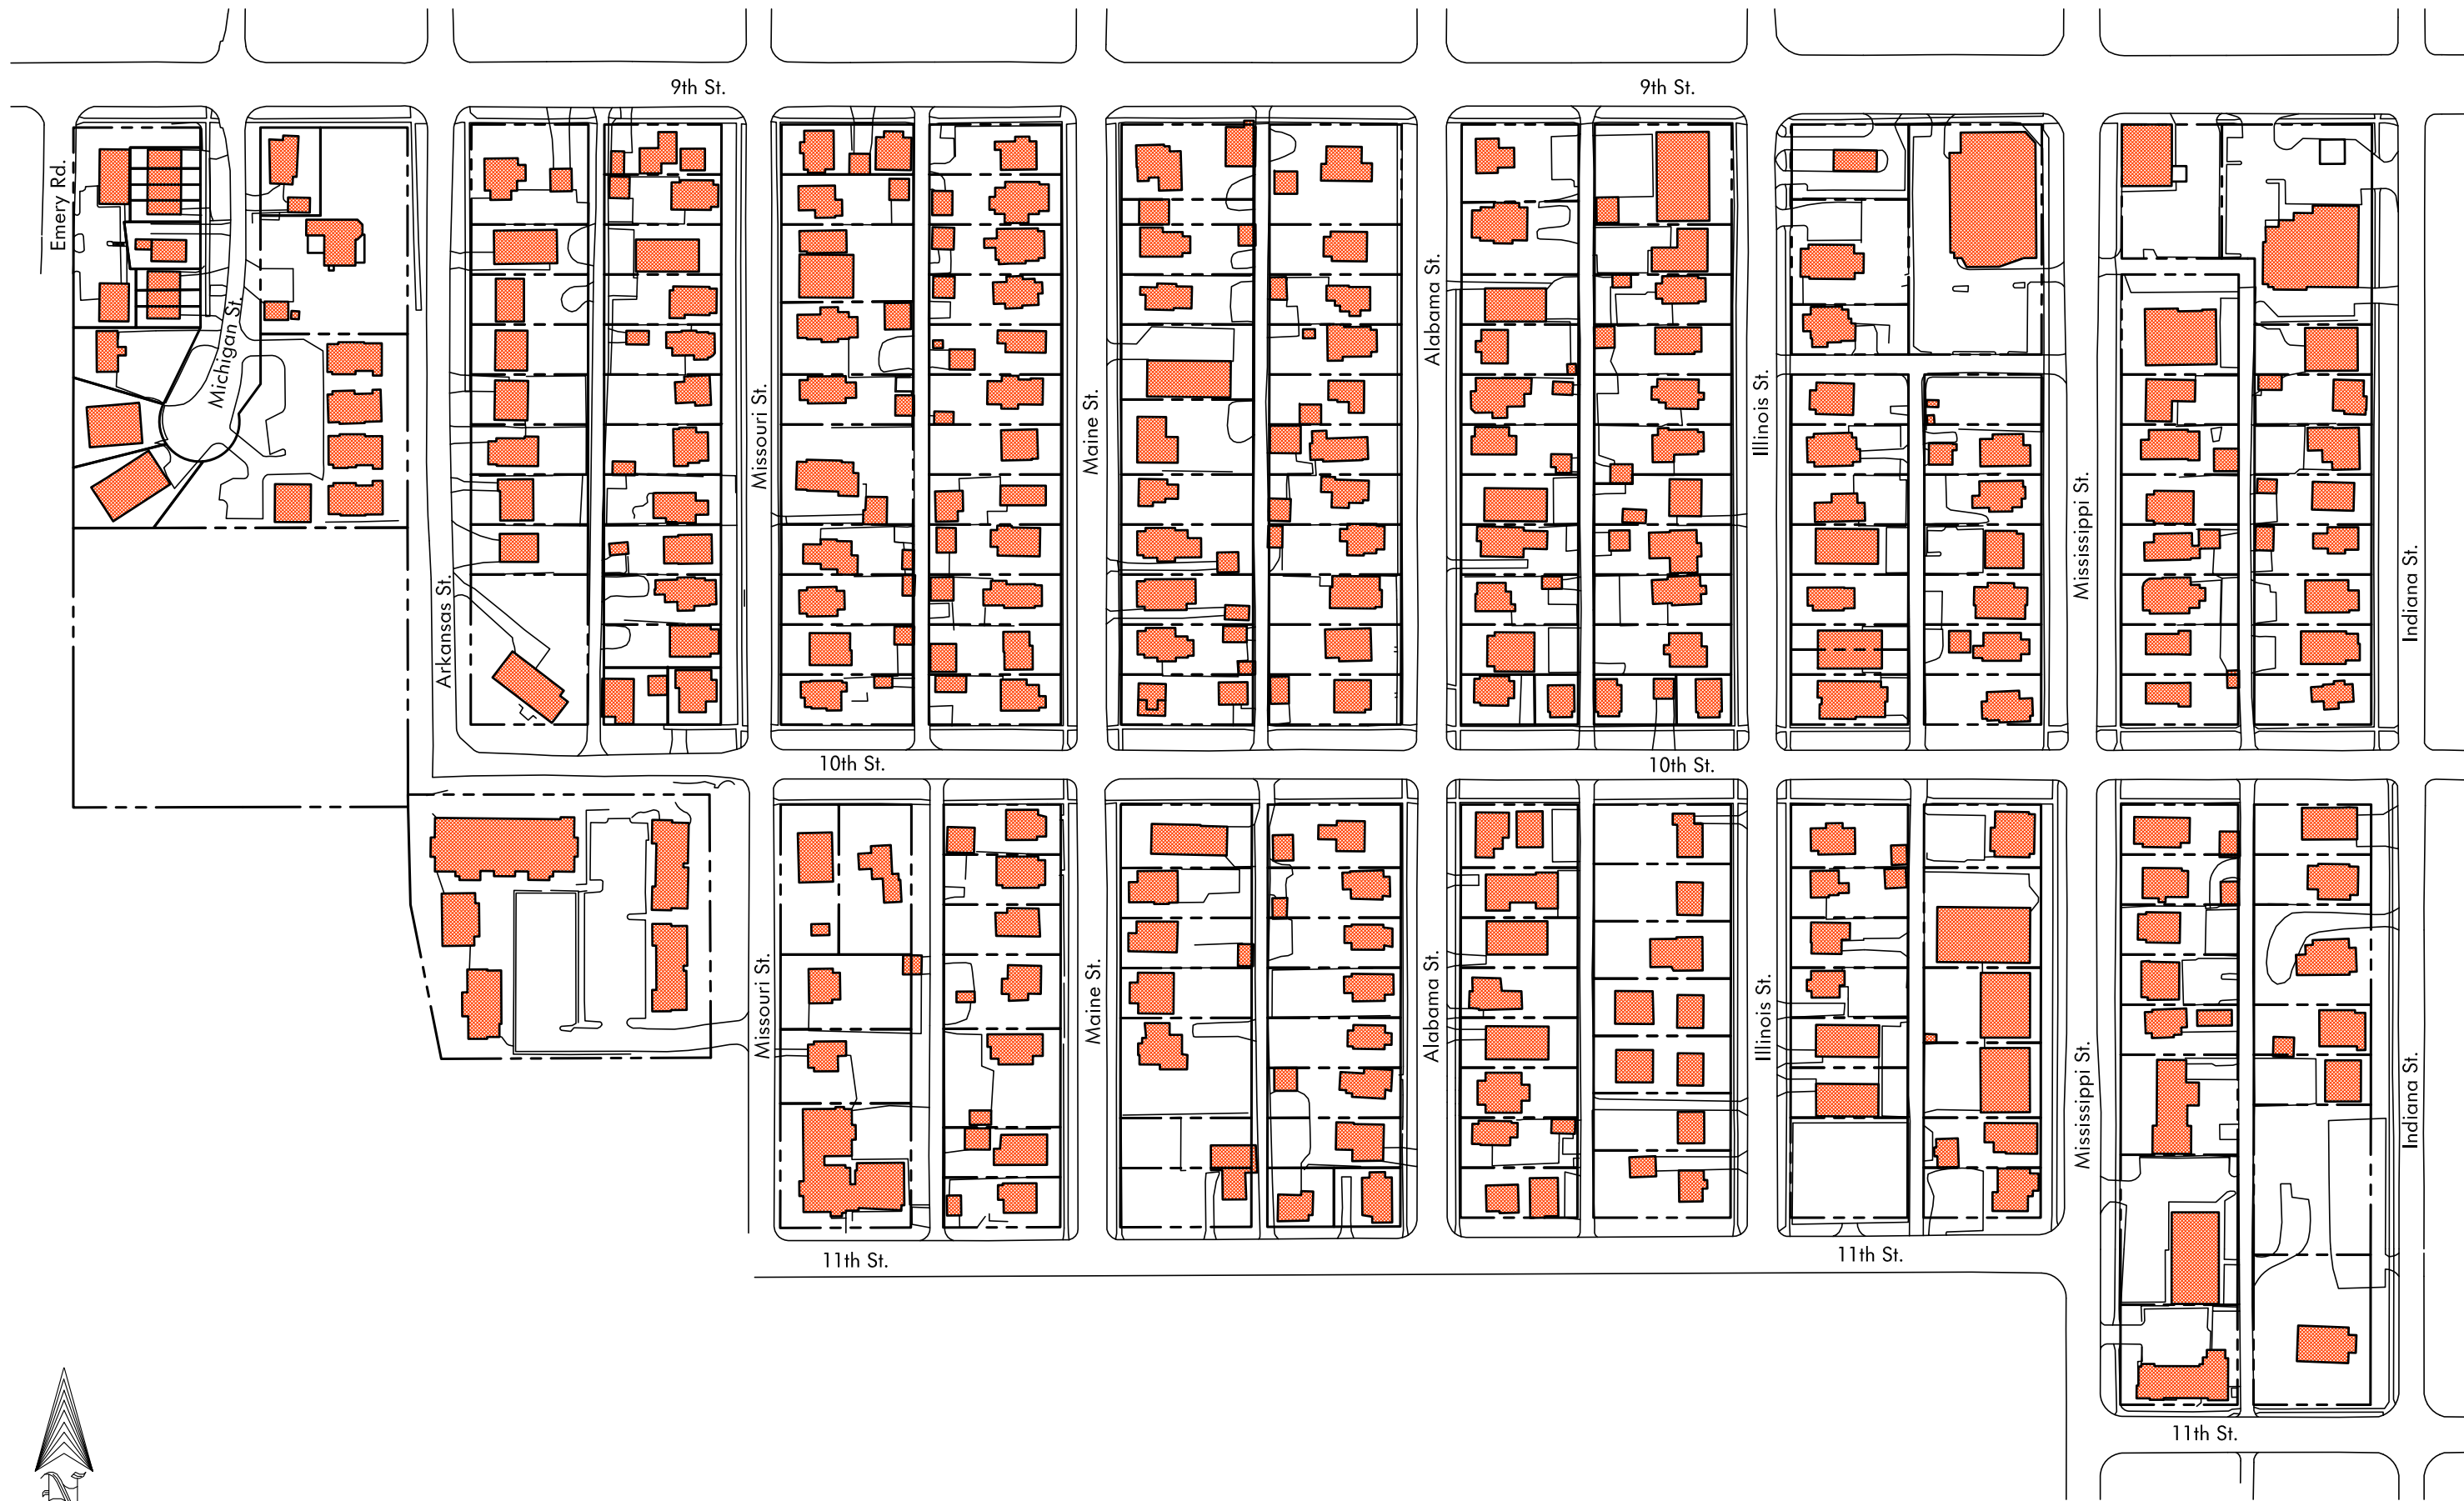 9th St.
9th St.
Emery Rd.
Michigan St.
Missouri St.
Maine St.
Alabama St.
Illinois St.
Mississippi St.
Indiana St.
Arkansas St.
10th St.
10th St.
Missouri St.
Maine St.
Alabama St.
Illinois St.
Mississippi St.
Indiana St.
11th St.
11th St.
11th St.